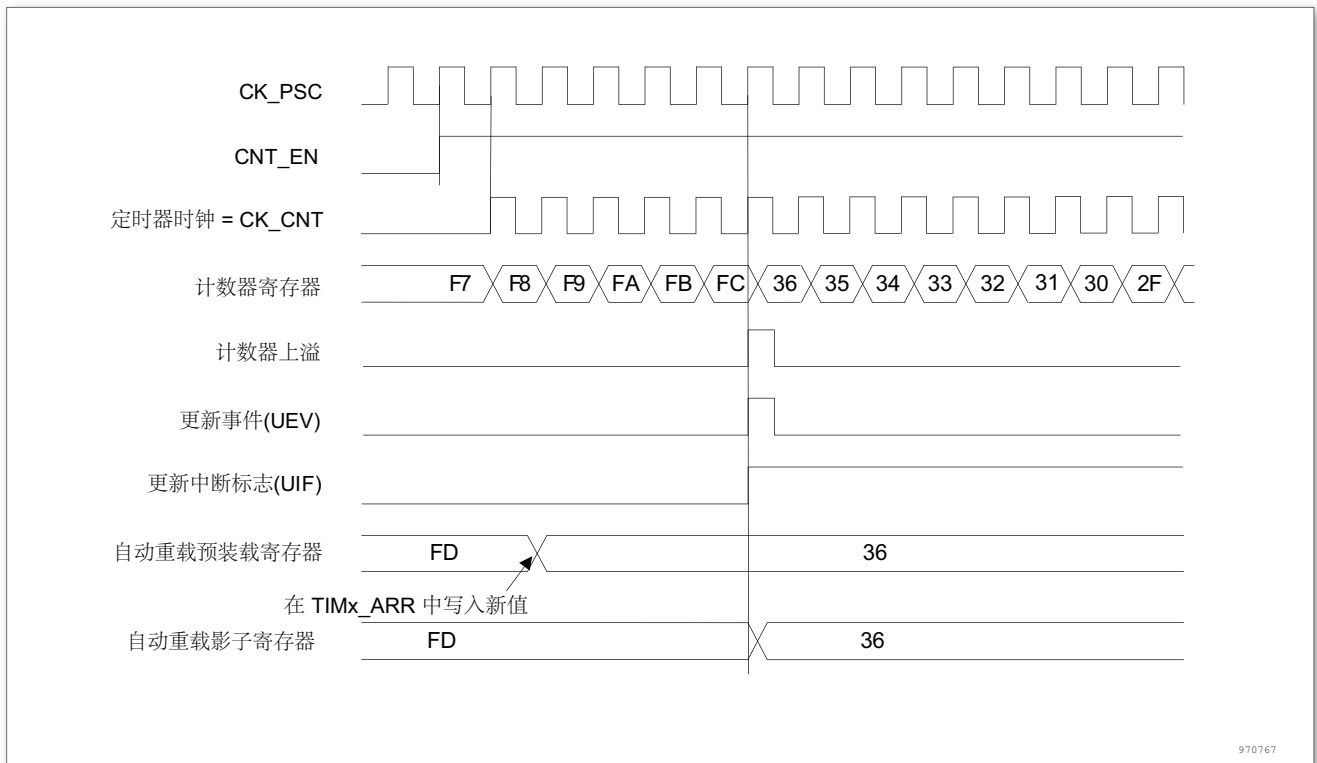 CK_PSC
CNT_EN
定时器时钟 = CK_CNT
计数器寄存器 F7 F8 F9 FA FB FC 36 35 34 33 32 31 30 2F
计数器上溢
更新事件(UEV)
更新中断标志(UIF)
自动重载预装载寄存器 FD 36
在 TIMx_ARR 中写入新值
自动重载影子寄存器 FD 36
970767